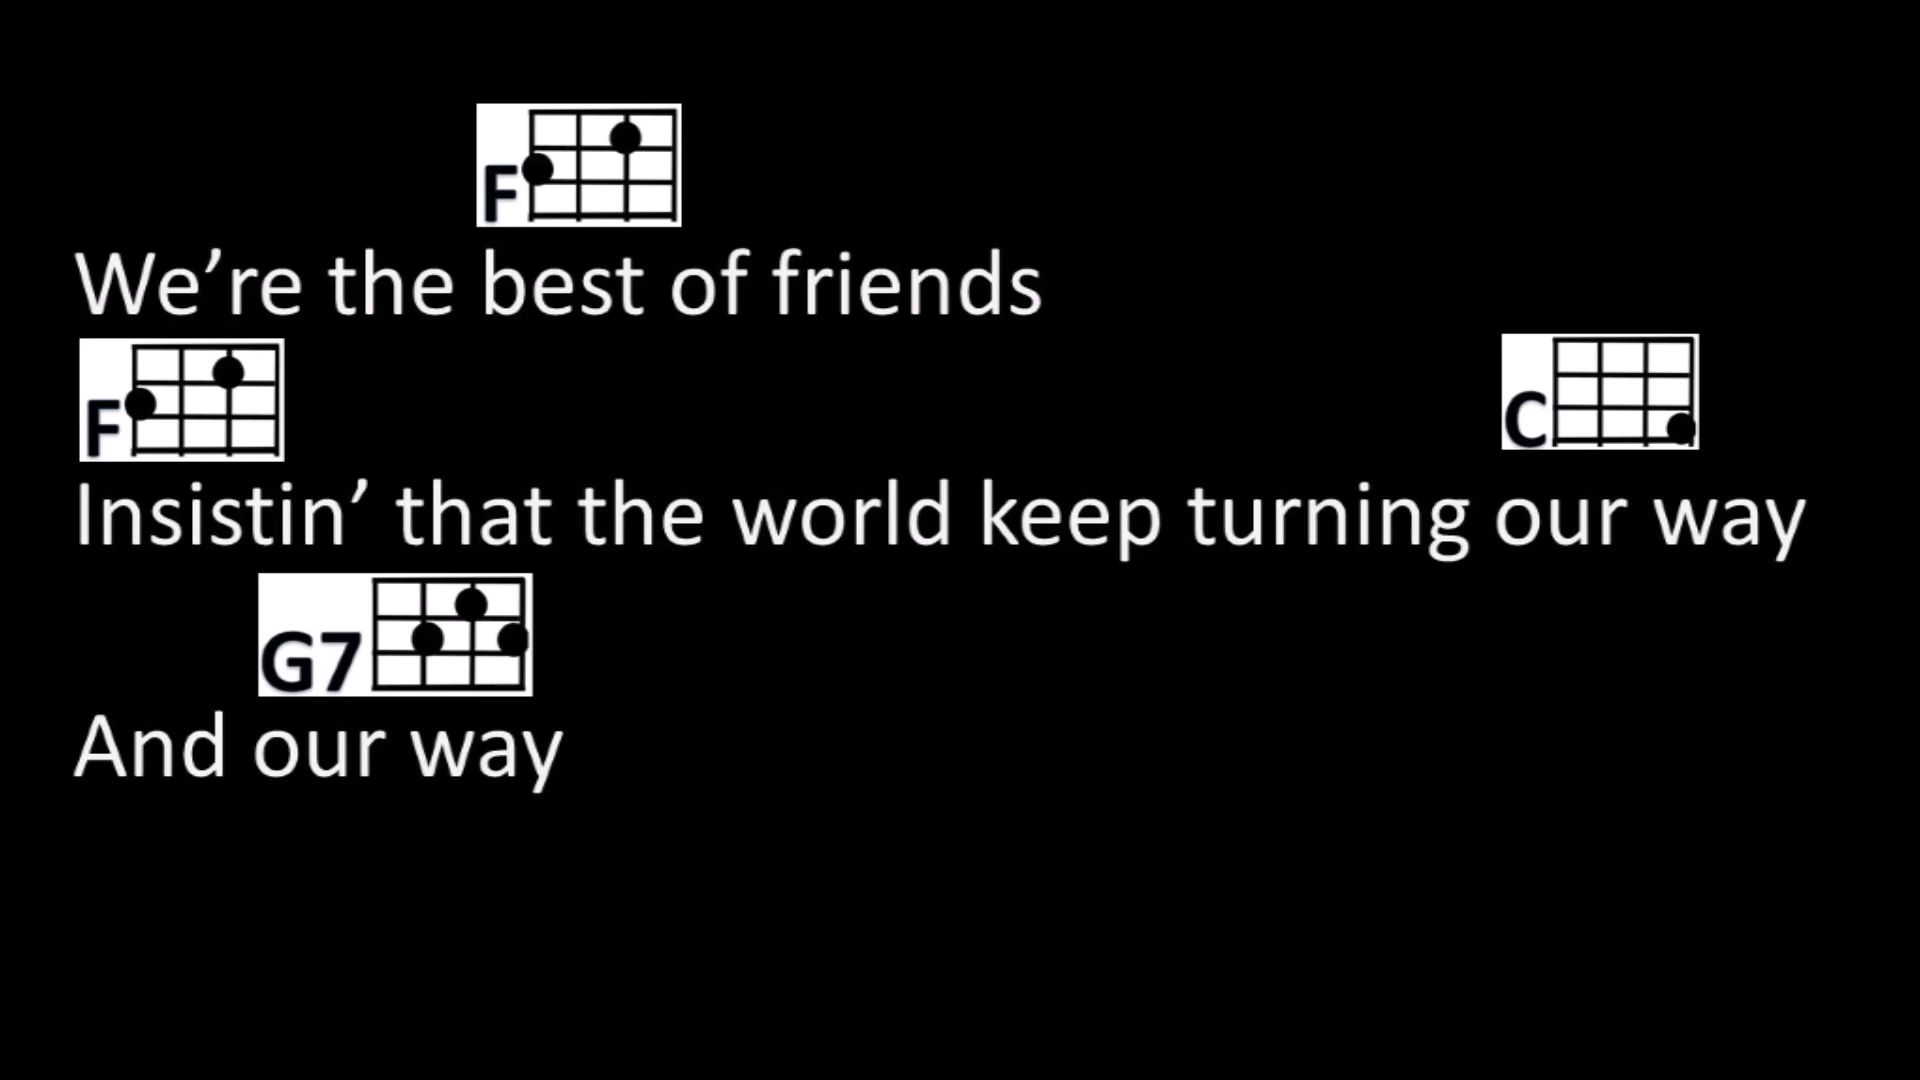 F
We’re the best of friends
F C
Insistin’ that the world keep turning our way
G7
And our way